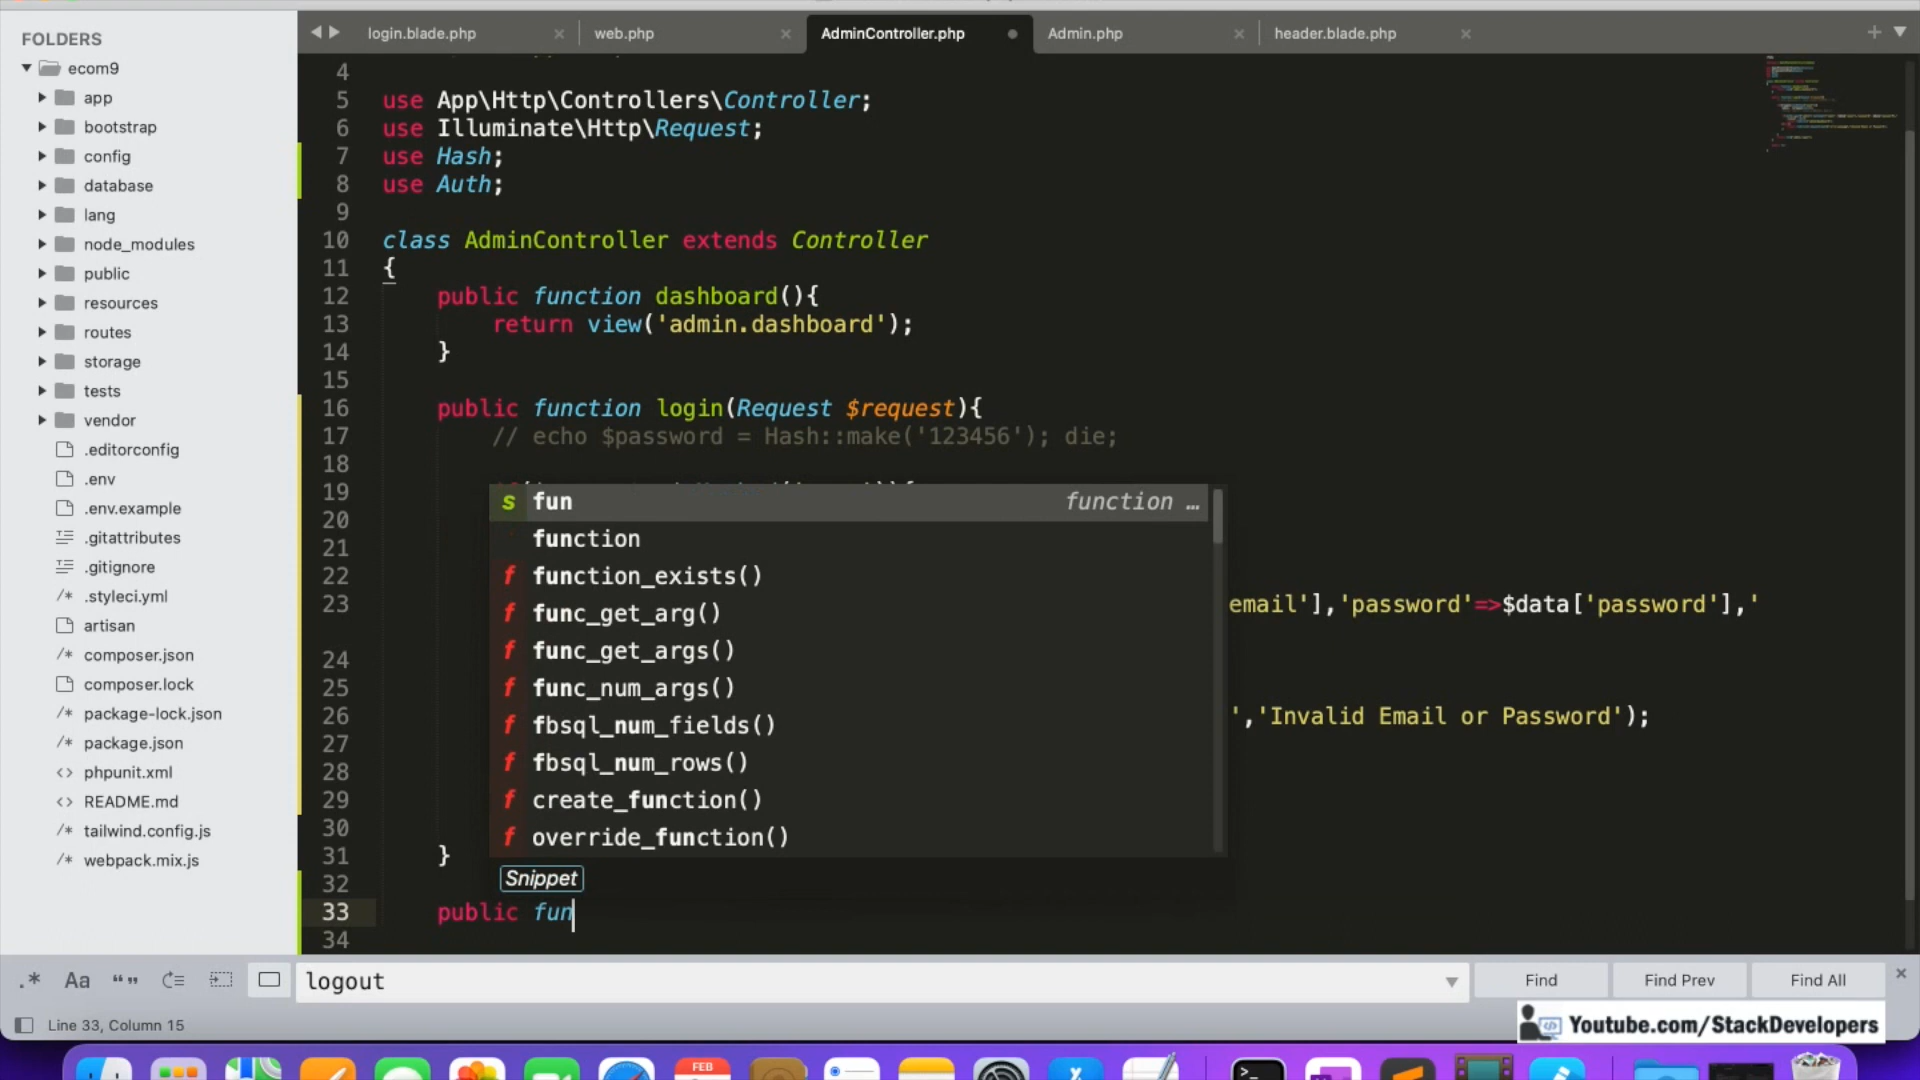 FOLDERS
ecom9
app
bootstrap
config
database
lang
node_modules
public
resources
routes
storage
tests
vendor
.editorconfig
.env
.env.example
.gitattributes
.gitignore
.styleci.yml
artisan
composer.json
composer.lock
package-lock.json
package.json
phpunit.xml
README.md
tailwind.config.js
webpack.mix.js
login.blade.php
web.php
AdminController.php
Admin.php
header.blade.php
4
5 use App\Http\Controllers\Controller;
6 use Illuminate\Http\Request;
7 use Hash;
8 use Auth;
9
10 class AdminController extends Controller
11 {
12 public function dashboard(){
13 return view('admin.dashboard');
14 }
15
16 public function login(Request $request){
17 // echo $password = Hash::make('123456'); die;
18
19
20
21
22
23 email'],'password'=>$data['password'],'
24
25
26 ','Invalid Email or Password');
27
28
29
30
31 }
32
33 public fun
34
s fun function …
function
f function_exists()
f func_get_arg()
f func_get_args()
f func_num_args()
f fbsql_num_fields()
f fbsql_num_rows()
f create_function()
f override_function()
Snippet
.* Aa “” logout Find Find Prev Find All
Line 33, Column 15
Youtube.com/StackDevelopers
FEB